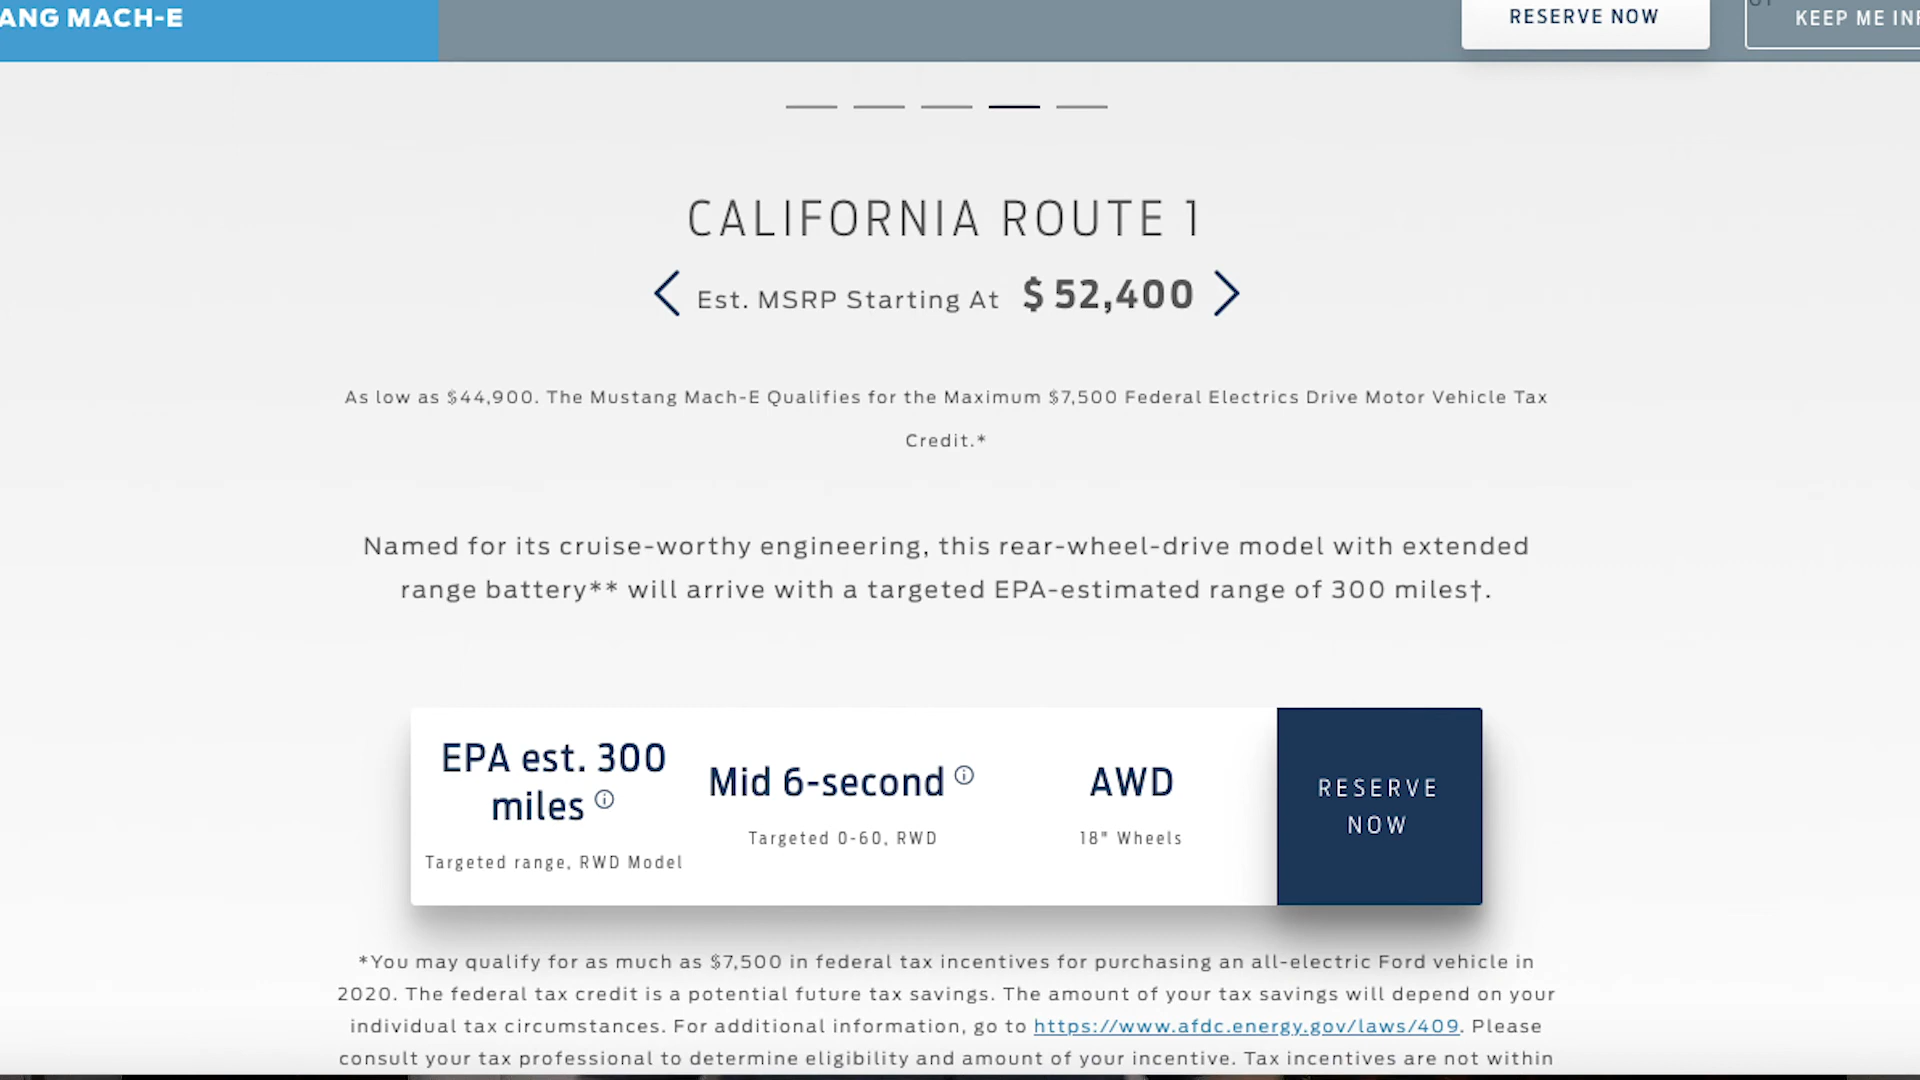 ANG MACH-E
RESERVE NOW
KEEP ME
CALIFORNIA ROUTE 1
Est. MSRP Starting At $52,400
As low as $44,900. The Mustang Mach-E Qualifies for the Maximum $7,500 Federal Electrics Drive Motor Vehicle Tax
Credit.*
Named for its cruise-worthy engineering, this rear-wheel-drive model with extended
range battery** will arrive with a targeted EPA-estimated range of 300 miles†.
EPA est. 300
miles
Targeted range, RWD Model
Mid 6-second
Targeted 0-60, RWD
AWD
18" Wheels
RESERVE
NOW
*You may qualify for as much as $7,500 in federal tax incentives for purchasing an all-electric Ford vehicle in
2020. The federal tax credit is a potential future tax savings. The amount of your tax savings will depend on your
individual tax circumstances. For additional information, go to https://www.afdc.energy.gov/laws/409. Please
consult your tax professional to determine eligibility and amount of your incentive. Tax incentives are not within